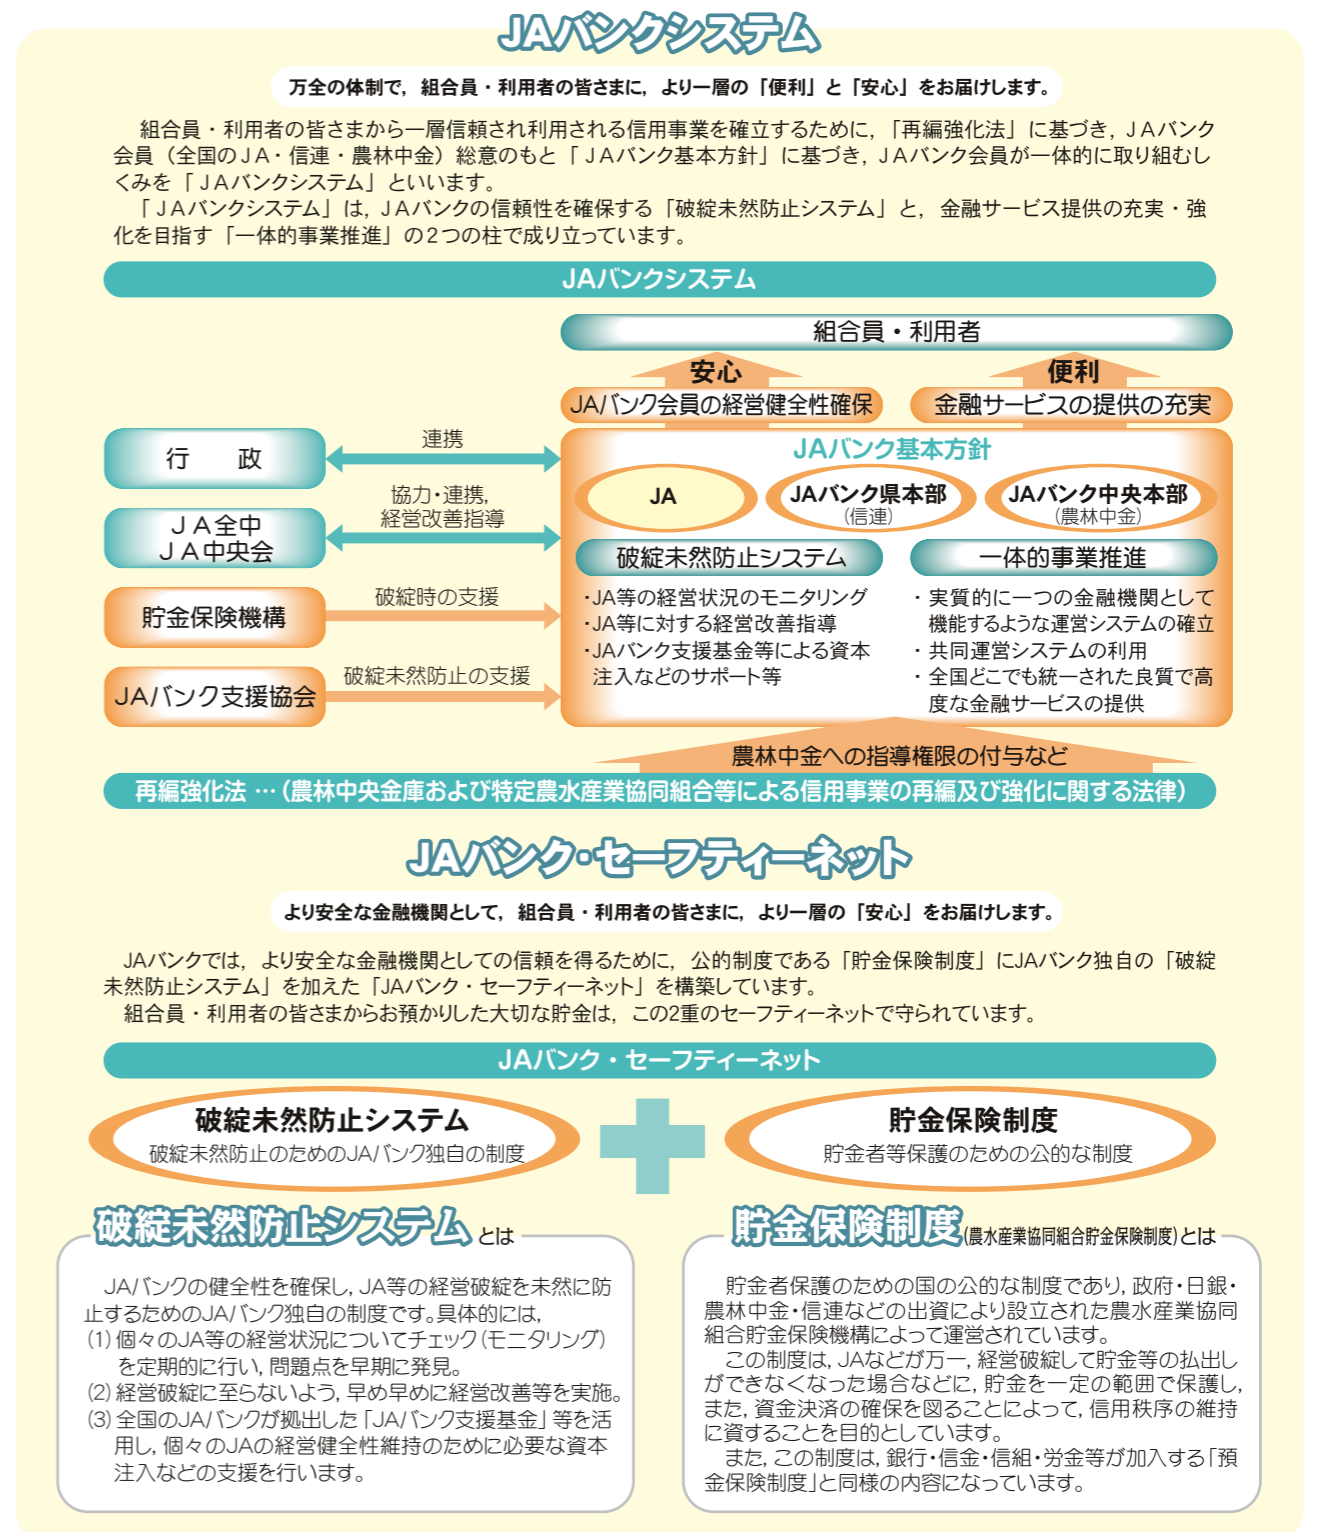 JAバンクシステム
万全の体制で，組合員・利用者の皆さまに，より一層の「便利」と「安心」をお届けします。
組合員・利用者の皆さまから一層信頼され利用される信用事業を確立するために，「再編強化法」に基づき，ＪＡバンク
会員（全国のＪＡ・信連・農林中金）総意のもと「ＪＡバンク基本方針」に基づき，ＪＡバンク会員が一体的に取り組むし
くみを「ＪＡバンクシステム」といいます。
「ＪＡバンクシステム」は，ＪＡバンクの信頼性を確保する「破綻未然防止システム」と，金融サービス提供の充実・強
化を目指す「一体的事業推進」の２つの柱で成り立っています。
JAバンクシステム
組合員・利用者
安心
便利
JAバンク会員の経営健全性確保
金融サービスの提供の充実
行　　政
連携
ＪＡ全中
ＪＡ中央会
協力・連携，
経営改善指導
貯金保険機構
破綻時の支援
JAバンク支援協会
破綻未然防止の支援
JAバンク基本方針
JA
JAバンク県本部
（信連）
JAバンク中央本部
（農林中金）
破綻未然防止システム
・JA等の経営状況のモニタリング
・JA等に対する経営改善指導
・JAバンク支援基金等による資本
注入などのサポート等
一体的事業推進
・実質的に一つの金融機関として
機能するような運営システムの確立
・共同運営システムの利用
・全国どこでも統一された良質で高
度な金融サービスの提供
農林中金への指導権限の付与など
再編強化法 …（農林中央金庫および特定農水産業協同組合等による信用事業の再編及び強化に関する法律）
JAバンク・セーフティーネット
より安全な金融機関として，組合員・利用者の皆さまに，より一層の「安心」をお届けします。
JAバンクでは，より安全な金融機関としての信頼を得るために，公的制度である「貯金保険制度」にJAバンク独自の「破綻
未然防止システム」を加えた「JAバンク・セーフティーネット」を構築しています。
組合員・利用者の皆さまからお預かりした大切な貯金は，この2重のセーフティーネットで守られています。
JAバンク・セーフティーネット
破綻未然防止システム
破綻未然防止のためのJAバンク独自の制度
貯金保険制度
貯金者等保護のための公的な制度
破綻未然防止システム とは
JAバンクの健全性を確保し，JA等の経営破綻を未然に防
止するためのJAバンク独自の制度です。具体的には，
（1）個々のJA等の経営状況についてチェック（モニタリング）
を定期的に行い，問題点を早期に発見。
（2）経営破綻に至らないよう，早め早めに経営改善等を実施。
（3）全国のJAバンクが拠出した「JAバンク支援基金」等を活
用し，個々のJAの経営健全性維持のために必要な資本
注入などの支援を行います。
貯金保険制度（農水産業協同組合貯金保険制度）とは
貯金者保護のための国の公的な制度であり，政府・日銀・
農林中金・信連などの出資により設立された農水産業協同
組合貯金保険機構によって運営されています。
この制度は，JAなどが万一，経営破綻して貯金等の払出し
ができなくなった場合などに，貯金を一定の範囲で保護し，
また，資金決済の確保を図ることによって，信用秩序の維持
に資することを目的としています。
また，この制度は，銀行・信金・信組・労金等が加入する「預
金保険制度」と同様の内容になっています。